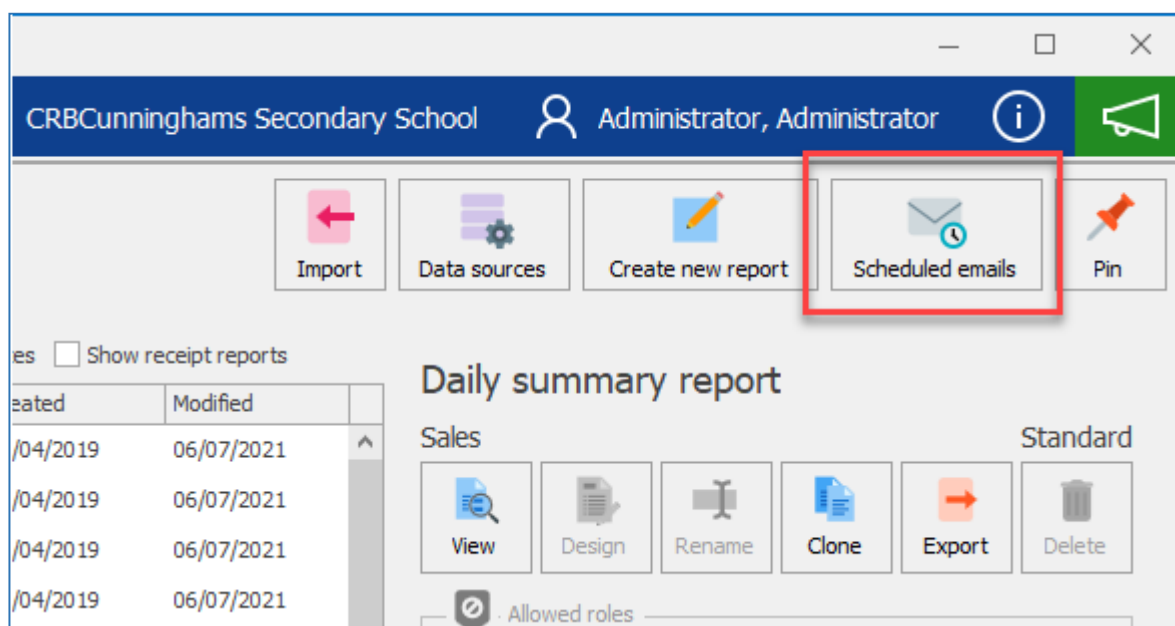 CRBCunninghams Secondary School Administrator, Administrator
Import Data sources Create new report Scheduled emails Pin
Show receipt reports
Modified
Daily summary report
/04/2019 06/07/2021
Sales Standard
/04/2019 06/07/2021
/04/2019 06/07/2021
View Design Rename Clone Export Delete
/04/2019 06/07/2021
Allowed roles